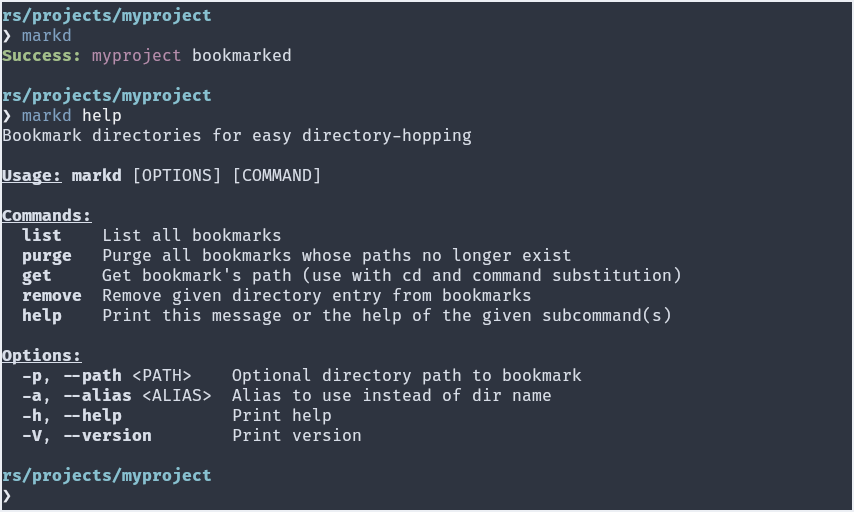 rs/projects/myproject
❯ markd
Success: myproject bookmarked
rs/projects/myproject
❯ markd help
Bookmark directories for easy directory-hopping
Usage: markd [OPTIONS] [COMMAND]
Commands:
list    List all bookmarks
purge   Purge all bookmarks whose paths no longer exist
get     Get bookmark's path (use with cd and command substitution)
remove  Remove given directory entry from bookmarks
help    Print this message or the help of the given subcommand(s)
Options:
-p, --path <PATH>    Optional directory path to bookmark
-a, --alias <ALIAS>  Alias to use instead of dir name
-h, --help           Print help
-V, --version        Print version
rs/projects/myproject
❯